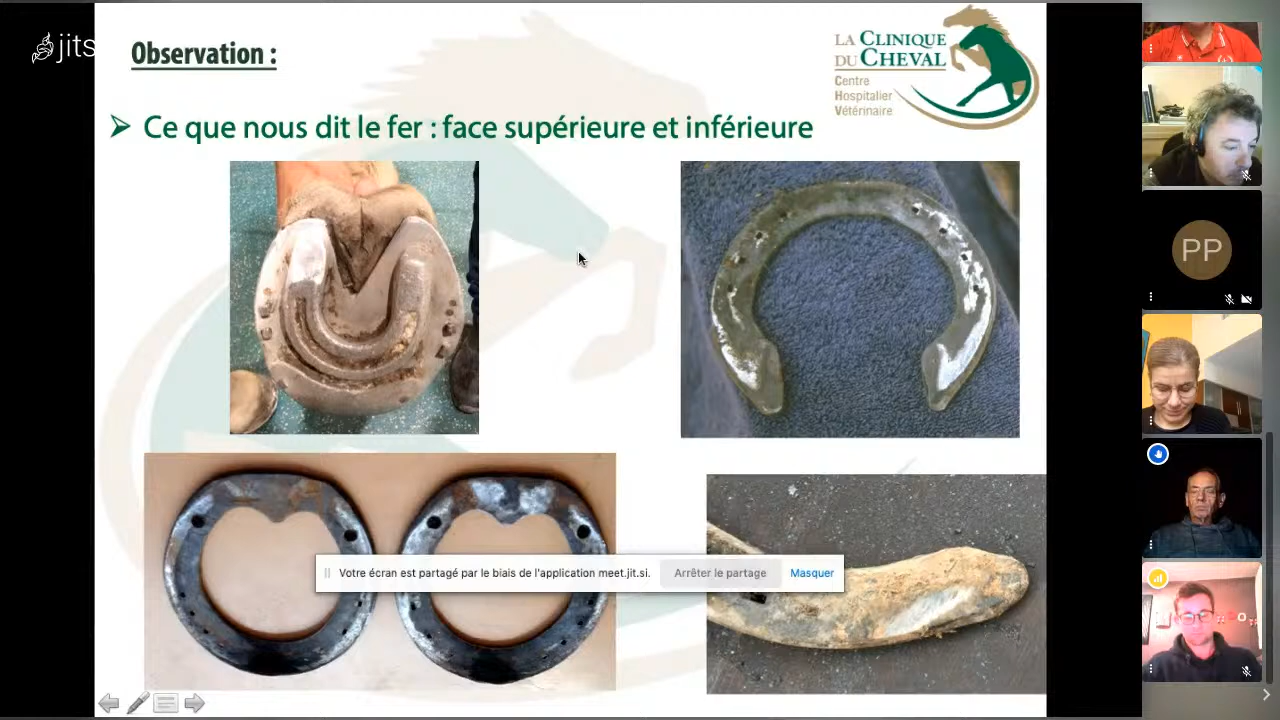 jits
Observation :
LA CLINIQUE
DU CHEVAL
Centre
Hospitalier
Vétérinaire
➢ Ce que nous dit le fer : face supérieure et inférieure
PP
Votre écran est partagé par le biais de l'application meet.jit.si. Arrêter le partage Masquer